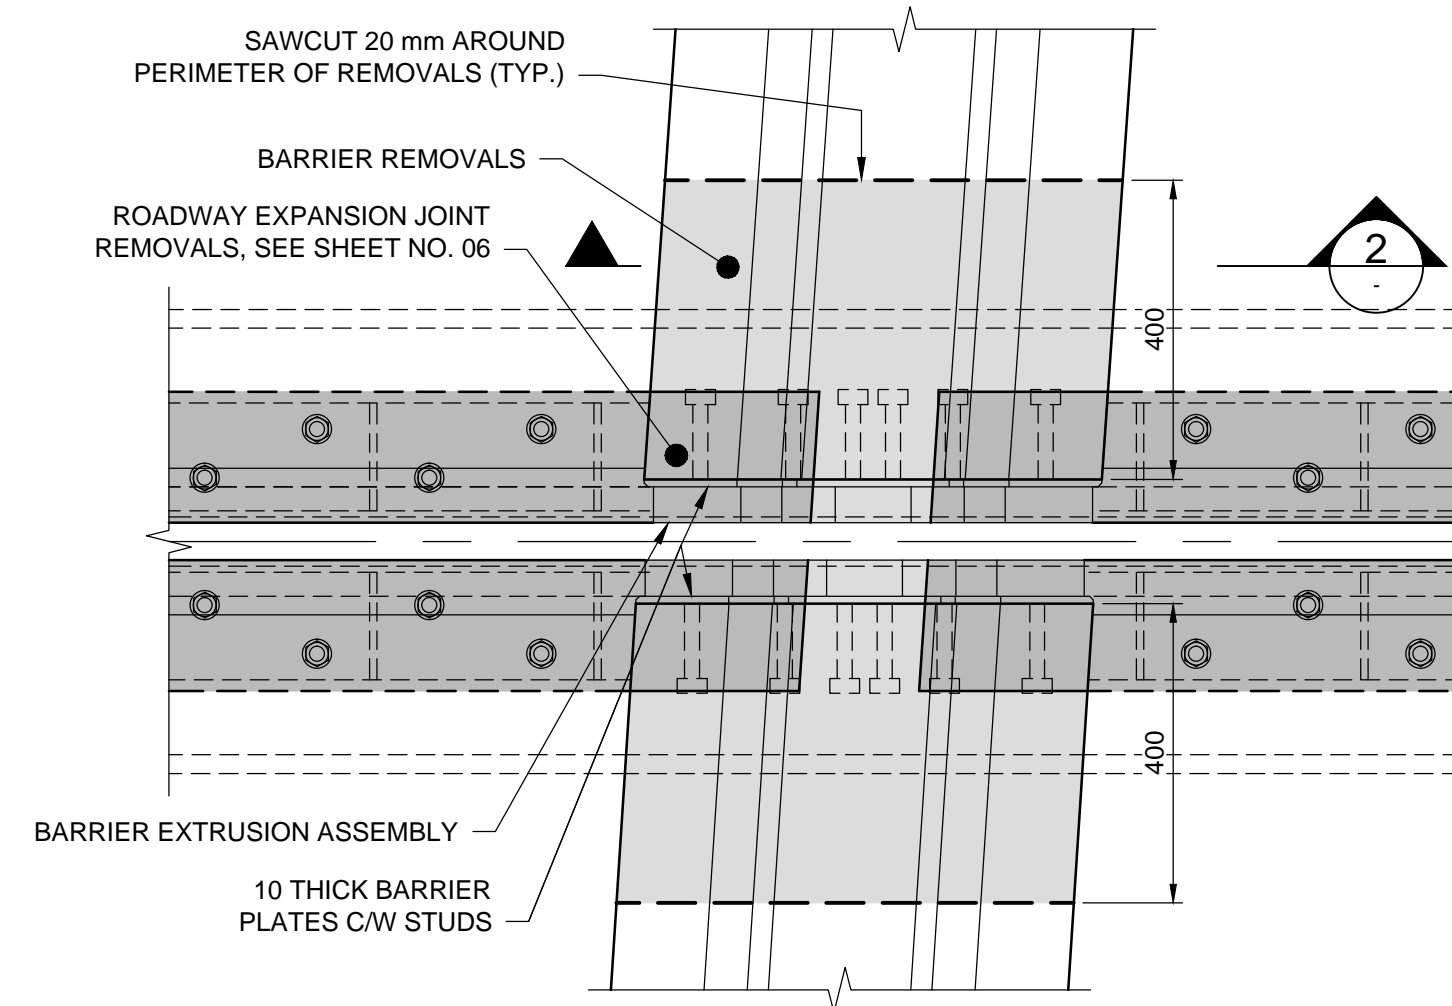 SAWCUT 20 mm AROUND
PERIMETER OF REMOVALS (TYP.)
BARRIER REMOVALS
ROADWAY EXPANSION JOINT
REMOVALS, SEE SHEET NO. 06
2
-
400
400
BARRIER EXTRUSION ASSEMBLY
10 THICK BARRIER
PLATES C/W STUDS